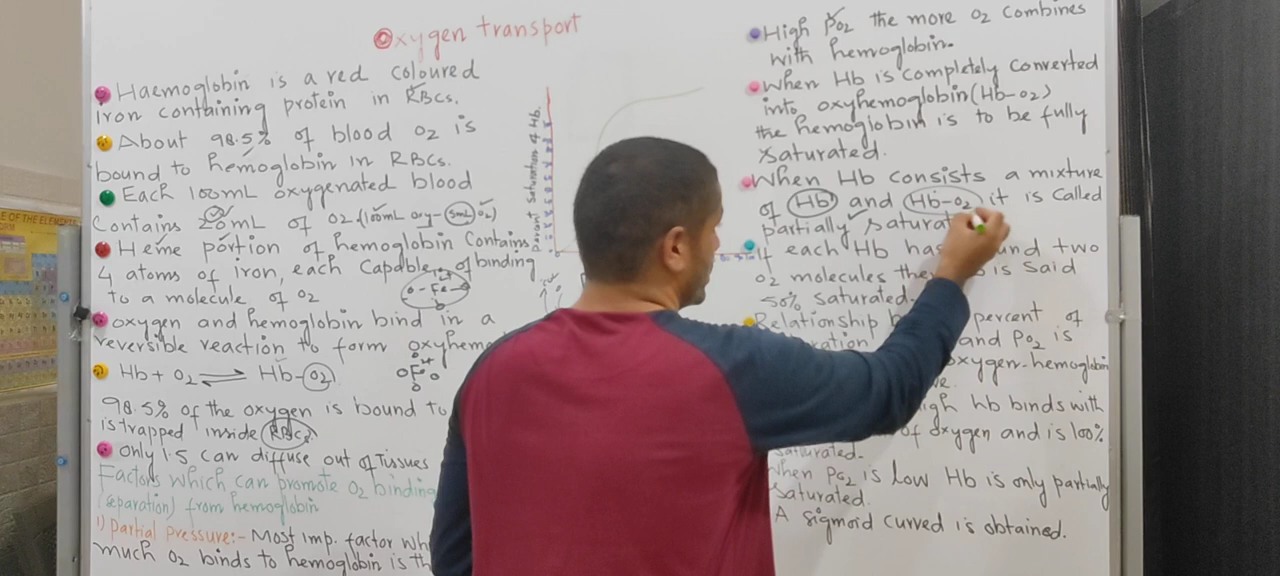 Oxygen transport
Haemoglobin is a red coloured
iron containing protein in RBCs.
About 98.5% of blood O2 is
bound to hemoglobin in RBCs.
Each 100mL oxygenated blood
Contains 20mL of O2 (100mL oxy- 5mL O2)
Heme portion of hemoglobin Contains
4 atoms of iron, each Capable of binding
to a molecule of O2
oxygen and hemoglobin bind in a
reversible reaction to form oxyheme
Hb + O2 ⇌ Hb-O2
98.5% of the oxygen is bound to
is trapped inside RBCs
Only 1.5 can diffuse out of Tissues
Factors which can promote O2 binding
(separation) from hemoglobin
1) Partial pressure:- Most imp. factor wh
much O2 binds to hemoglobin is th
Percent Saturation of Hb.
High PO2 the more O2 combines
with hemoglobin.
When Hb is completely converted
into oxyhemoglobin (Hb-O2)
the hemoglobin is to be fully
saturated.
When Hb consists a mixture
of Hb and Hb-O2 it is called
partially saturat
If each Hb has und two
O2 molecules the is said
50% saturated.
Relationship percent of
ration and PO2 is
oxygen-hemoglobin
ve.
igh hb binds with
of oxygen and is 100%
saturated.
When PO2 is low Hb is only partially
saturated.
A sigmoid curved is obtained.